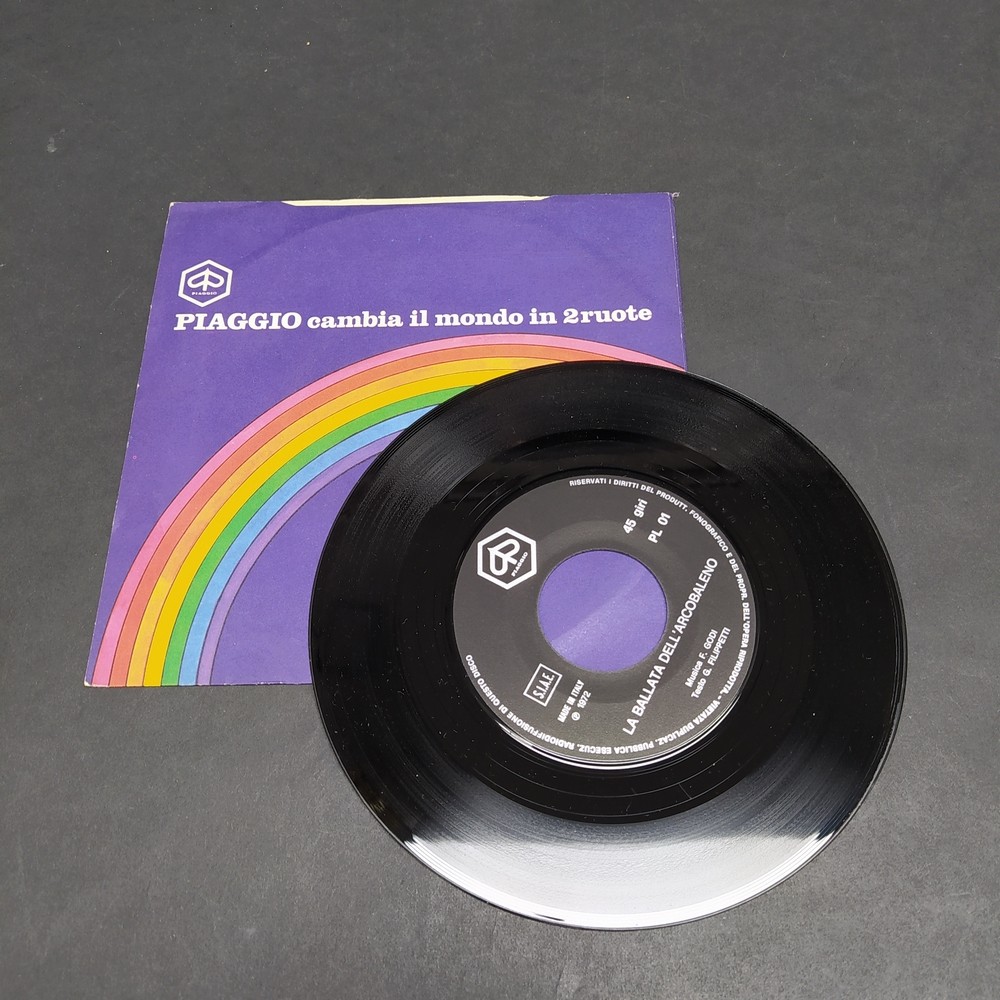 PIAGGIO
PIAGGIO cambia il mondo in 2 ruote
RISERVATI I DIRITTI DEL PRODUTT. FONOGRAFICO E DEL PROPR. DELL'OPERA RIPRODOTTA - VIETATA DUPLICAZ. PUBBLICA ESECUZ. RADIODIFFUSIONE DI QUESTO DISCO
45 giri
PL 01
PIAGGIO
S.I.A.E.
MADE IN ITALY
℗ 1972
LA BALLATA DELL'ARCOBALENO
Musica F. GODI
Testo G. FILIPPETTI